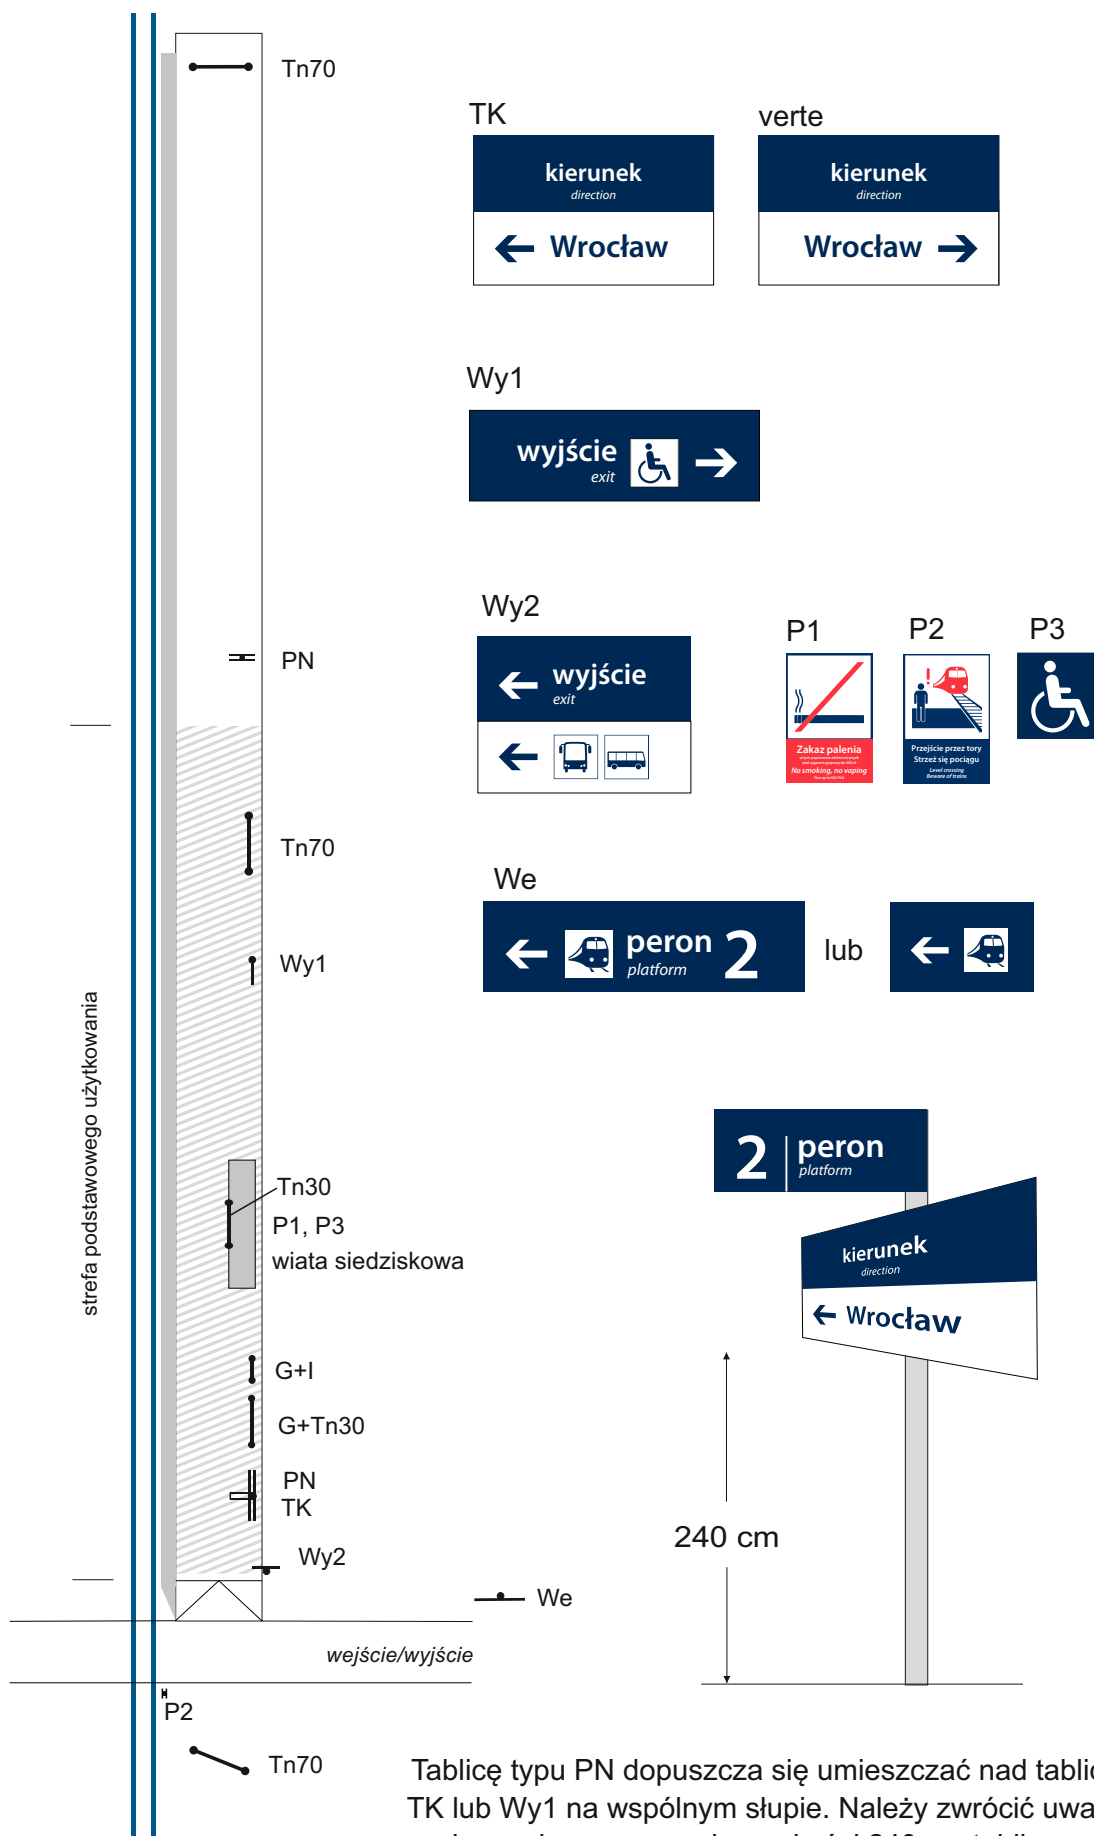 Tn70
TK
verte
kierunek
direction
← Wrocław
kierunek
direction
Wrocław →
Wy1
wyjście
exit
→
PN
Wy2
← wyjście
exit
←
P1
P2
P3
Zakaz palenia
No smoking, no vaping
Przejście przez tory
Strzeż się pociągu
Level crossing
Beware of trains
Tn70
Wy1
We
← peron 2
platform
lub
←
strefa podstawowego użytkowania
Tn30
P1, P3
wiata siedziskowa
2 peron
platform
kierunek
direction
← Wrocław
G+I
G+Tn30
PN
TK
240 cm
Wy2
We
wejście/wyjście
P2
Tn70
Tablicę typu PN dopuszcza się umieszczać nad tablic
TK lub Wy1 na wspólnym słupie. Należy zwrócić uwa